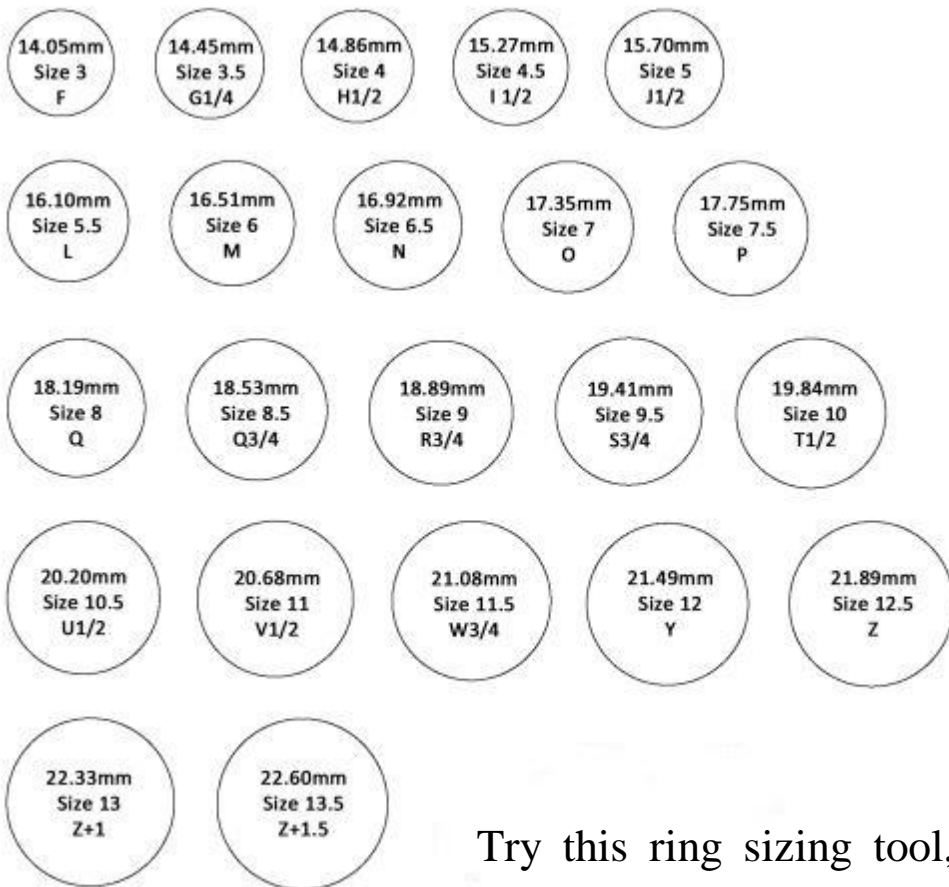 14.05mm
Size 3
F
14.45mm
Size 3.5
G1/4
14.86mm
Size 4
H1/2
15.27mm
Size 4.5
I 1/2
15.70mm
Size 5
J1/2
16.10mm
Size 5.5
L
16.51mm
Size 6
M
16.92mm
Size 6.5
N
17.35mm
Size 7
O
17.75mm
Size 7.5
P
18.19mm
Size 8
Q
18.53mm
Size 8.5
Q3/4
18.89mm
Size 9
R3/4
19.41mm
Size 9.5
S3/4
19.84mm
Size 10
T1/2
20.20mm
Size 10.5
U1/2
20.68mm
Size 11
V1/2
21.08mm
Size 11.5
W3/4
21.49mm
Size 12
Y
21.89mm
Size 12.5
Z
22.33mm
Size 13
Z+1
22.60mm
Size 13.5
Z+1.5
Try this ring sizing tool,